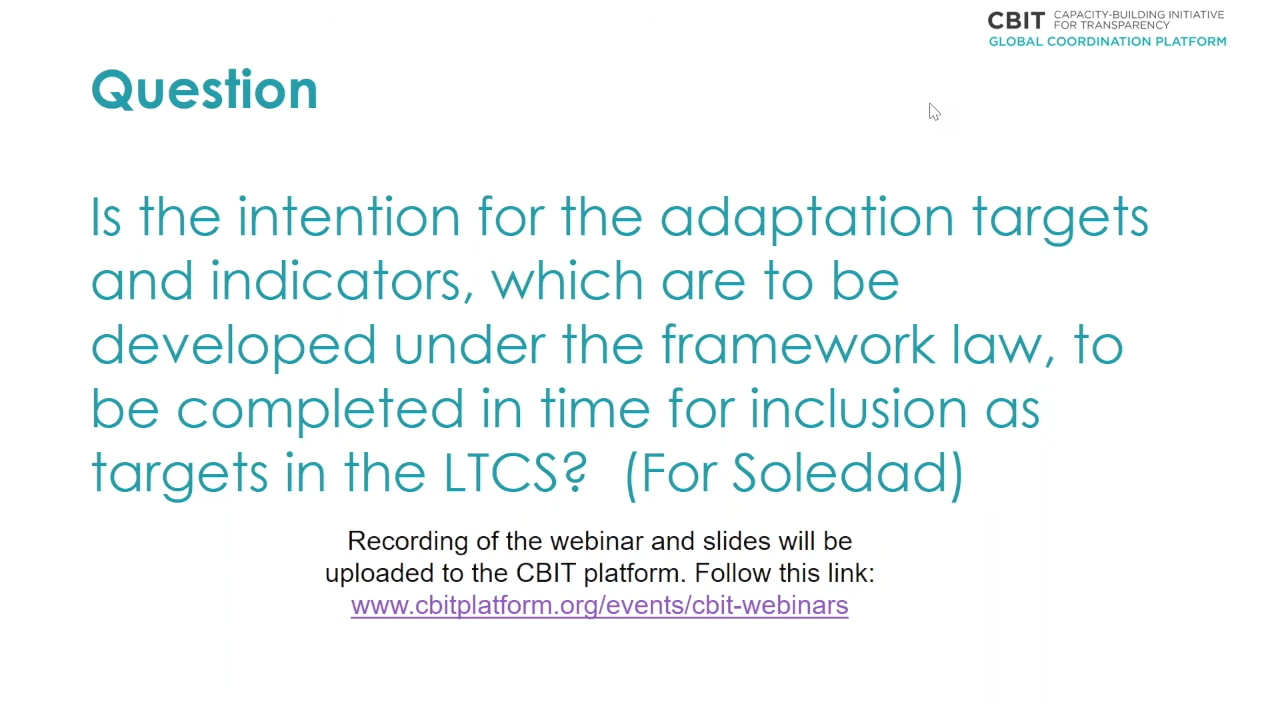 CBIT CAPACITY-BUILDING INITIATIVE
FOR TRANSPARENCY
GLOBAL COORDINATION PLATFORM
Question
Is the intention for the adaptation targets
and indicators, which are to be
developed under the framework law, to
be completed in time for inclusion as
targets in the LTCS? (For Soledad)
Recording of the webinar and slides will be
uploaded to the CBIT platform. Follow this link:
www.cbitplatform.org/events/cbit-webinars